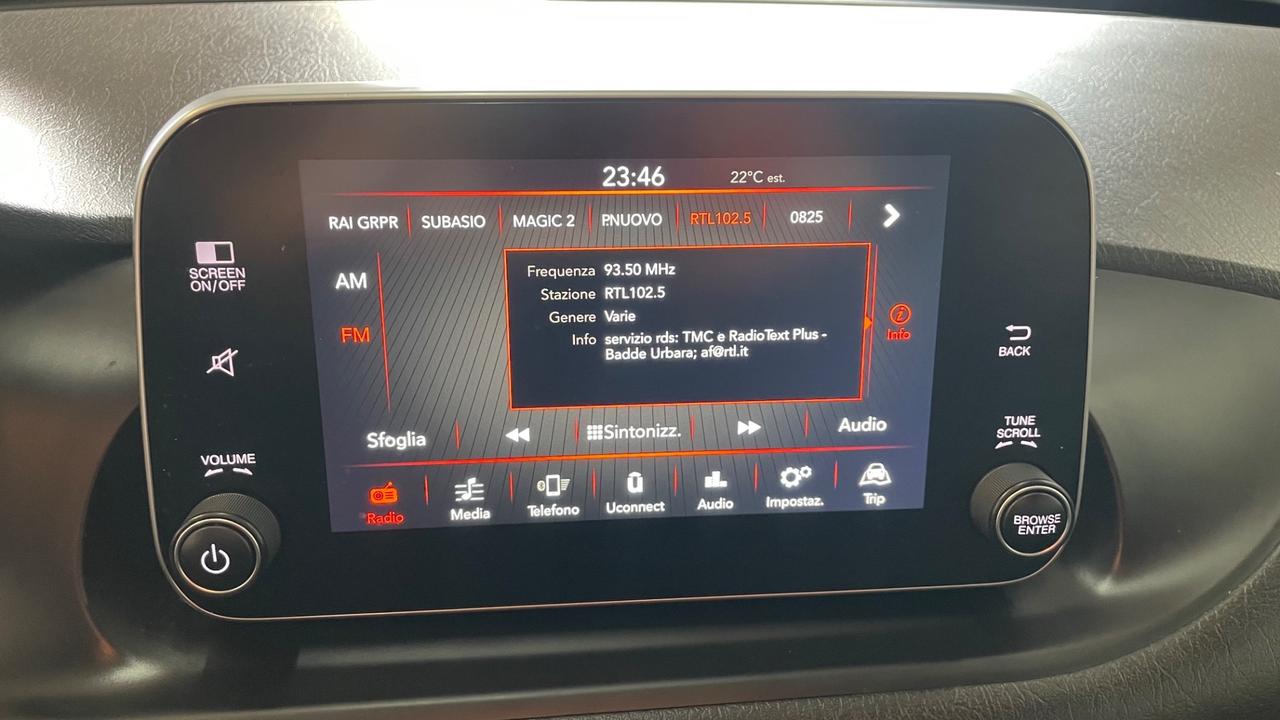 23:46
22°C est.
RAI GRPR
SUBASIO
MAGIC 2
P.NUOVO
RTL102.5
0825
SCREEN
ON/OFF
AM
FM
Frequenza 93.50 MHz
Stazione RTL102.5
Genere Varie
Info servizio rds: TMC e RadioText Plus -
Badde Urbara; af@rtl.it
Info
BACK
Sfoglia
Sintonizz.
Audio
VOLUME
TUNE
SCROLL
Radio
Media
Telefono
Uconnect
Audio
Impostaz.
Trip
BROWSE
ENTER